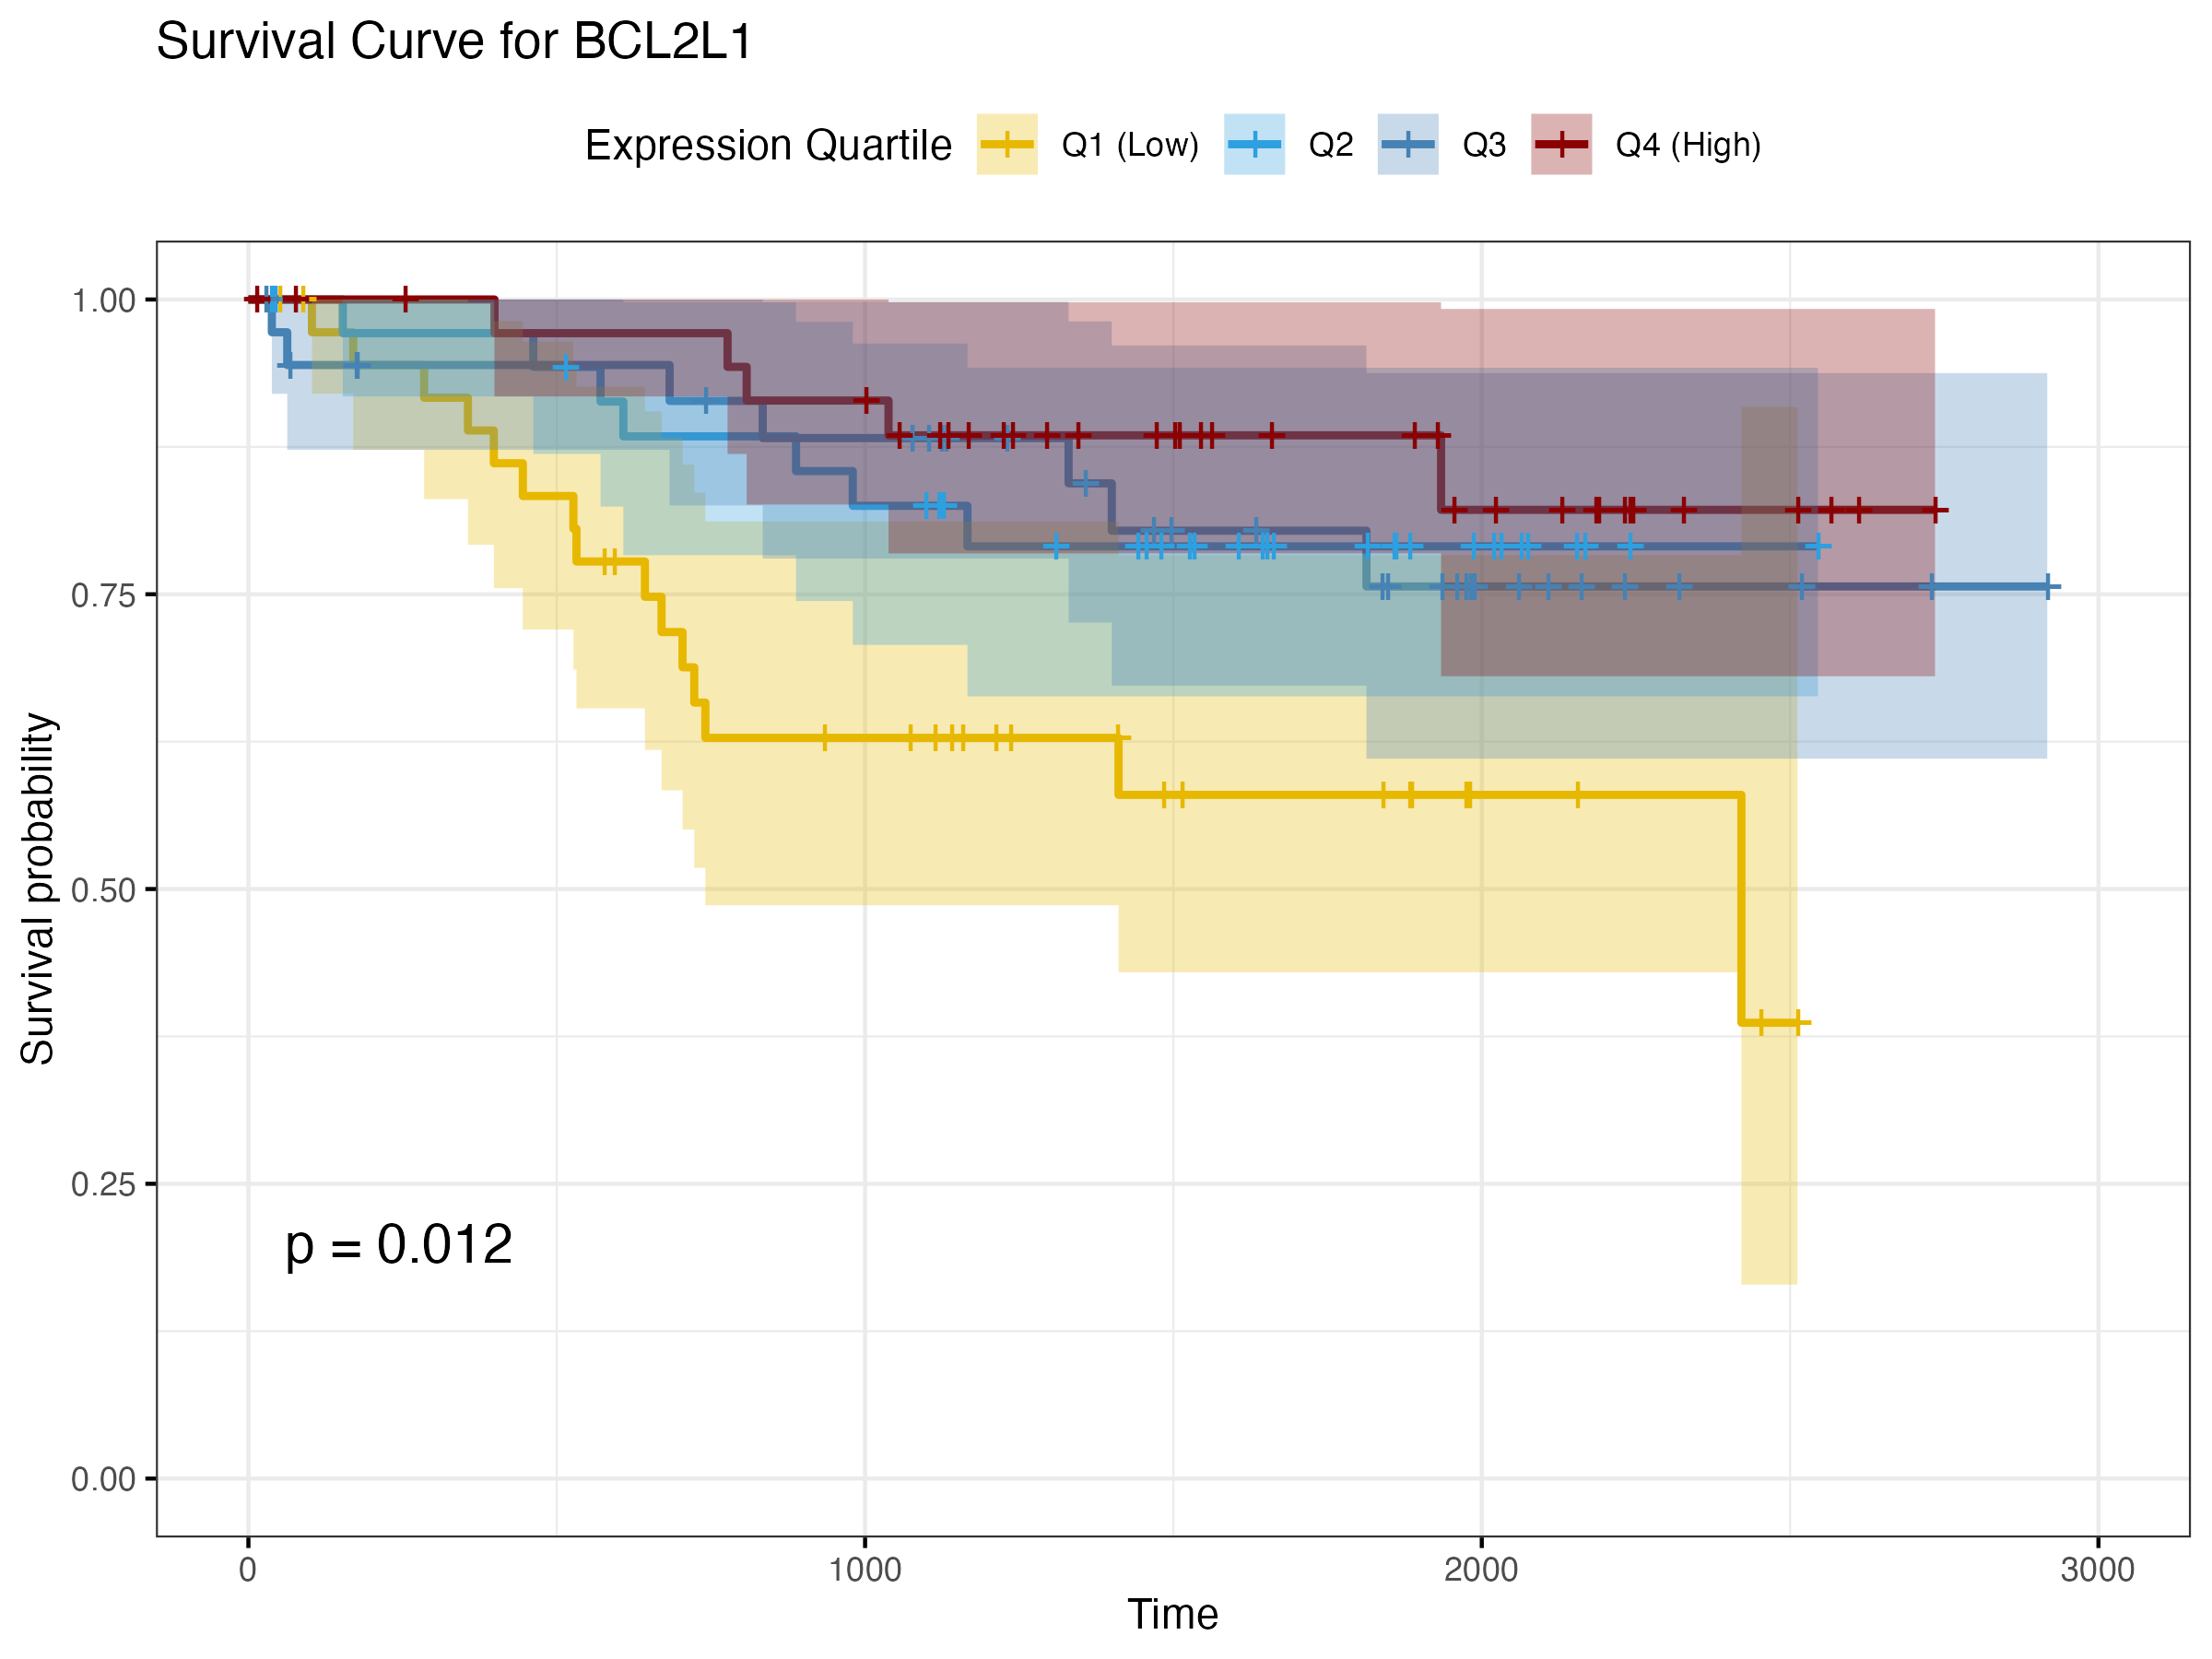 Survival Curve for BCL2L1
Expression Quartile Q1 (Low) Q2 Q3 Q4 (High)
1.00
0.75
0.50
0.25
0.00
Survival probability
p = 0.012
0 1000 2000 3000
Time